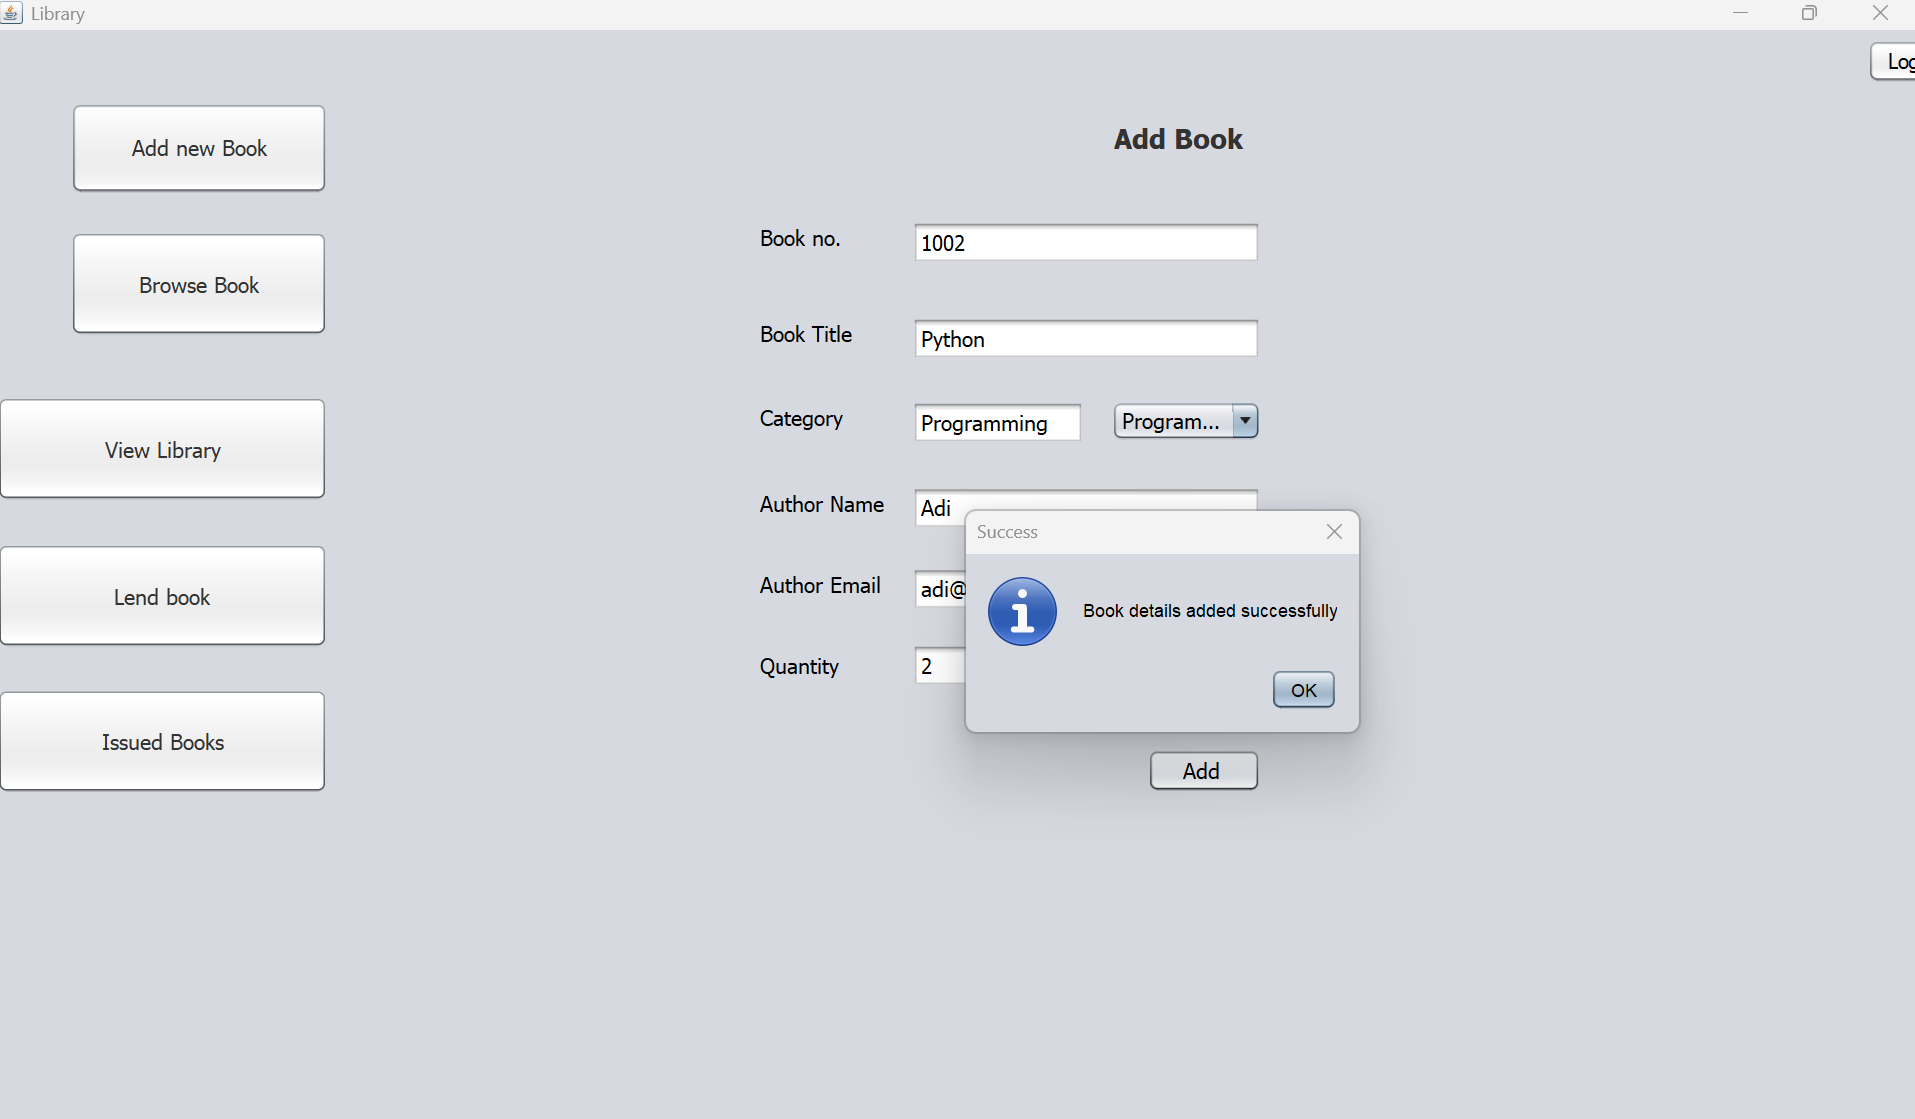 Library
Log
Add new Book
Browse Book
View Library
Lend book
Issued Books
Add Book
Book no. 1002
Book Title Python
Category Programming Program...
Author Name Adi
Author Email adi@
Quantity 2
Success
Book details added successfully
OK
Add